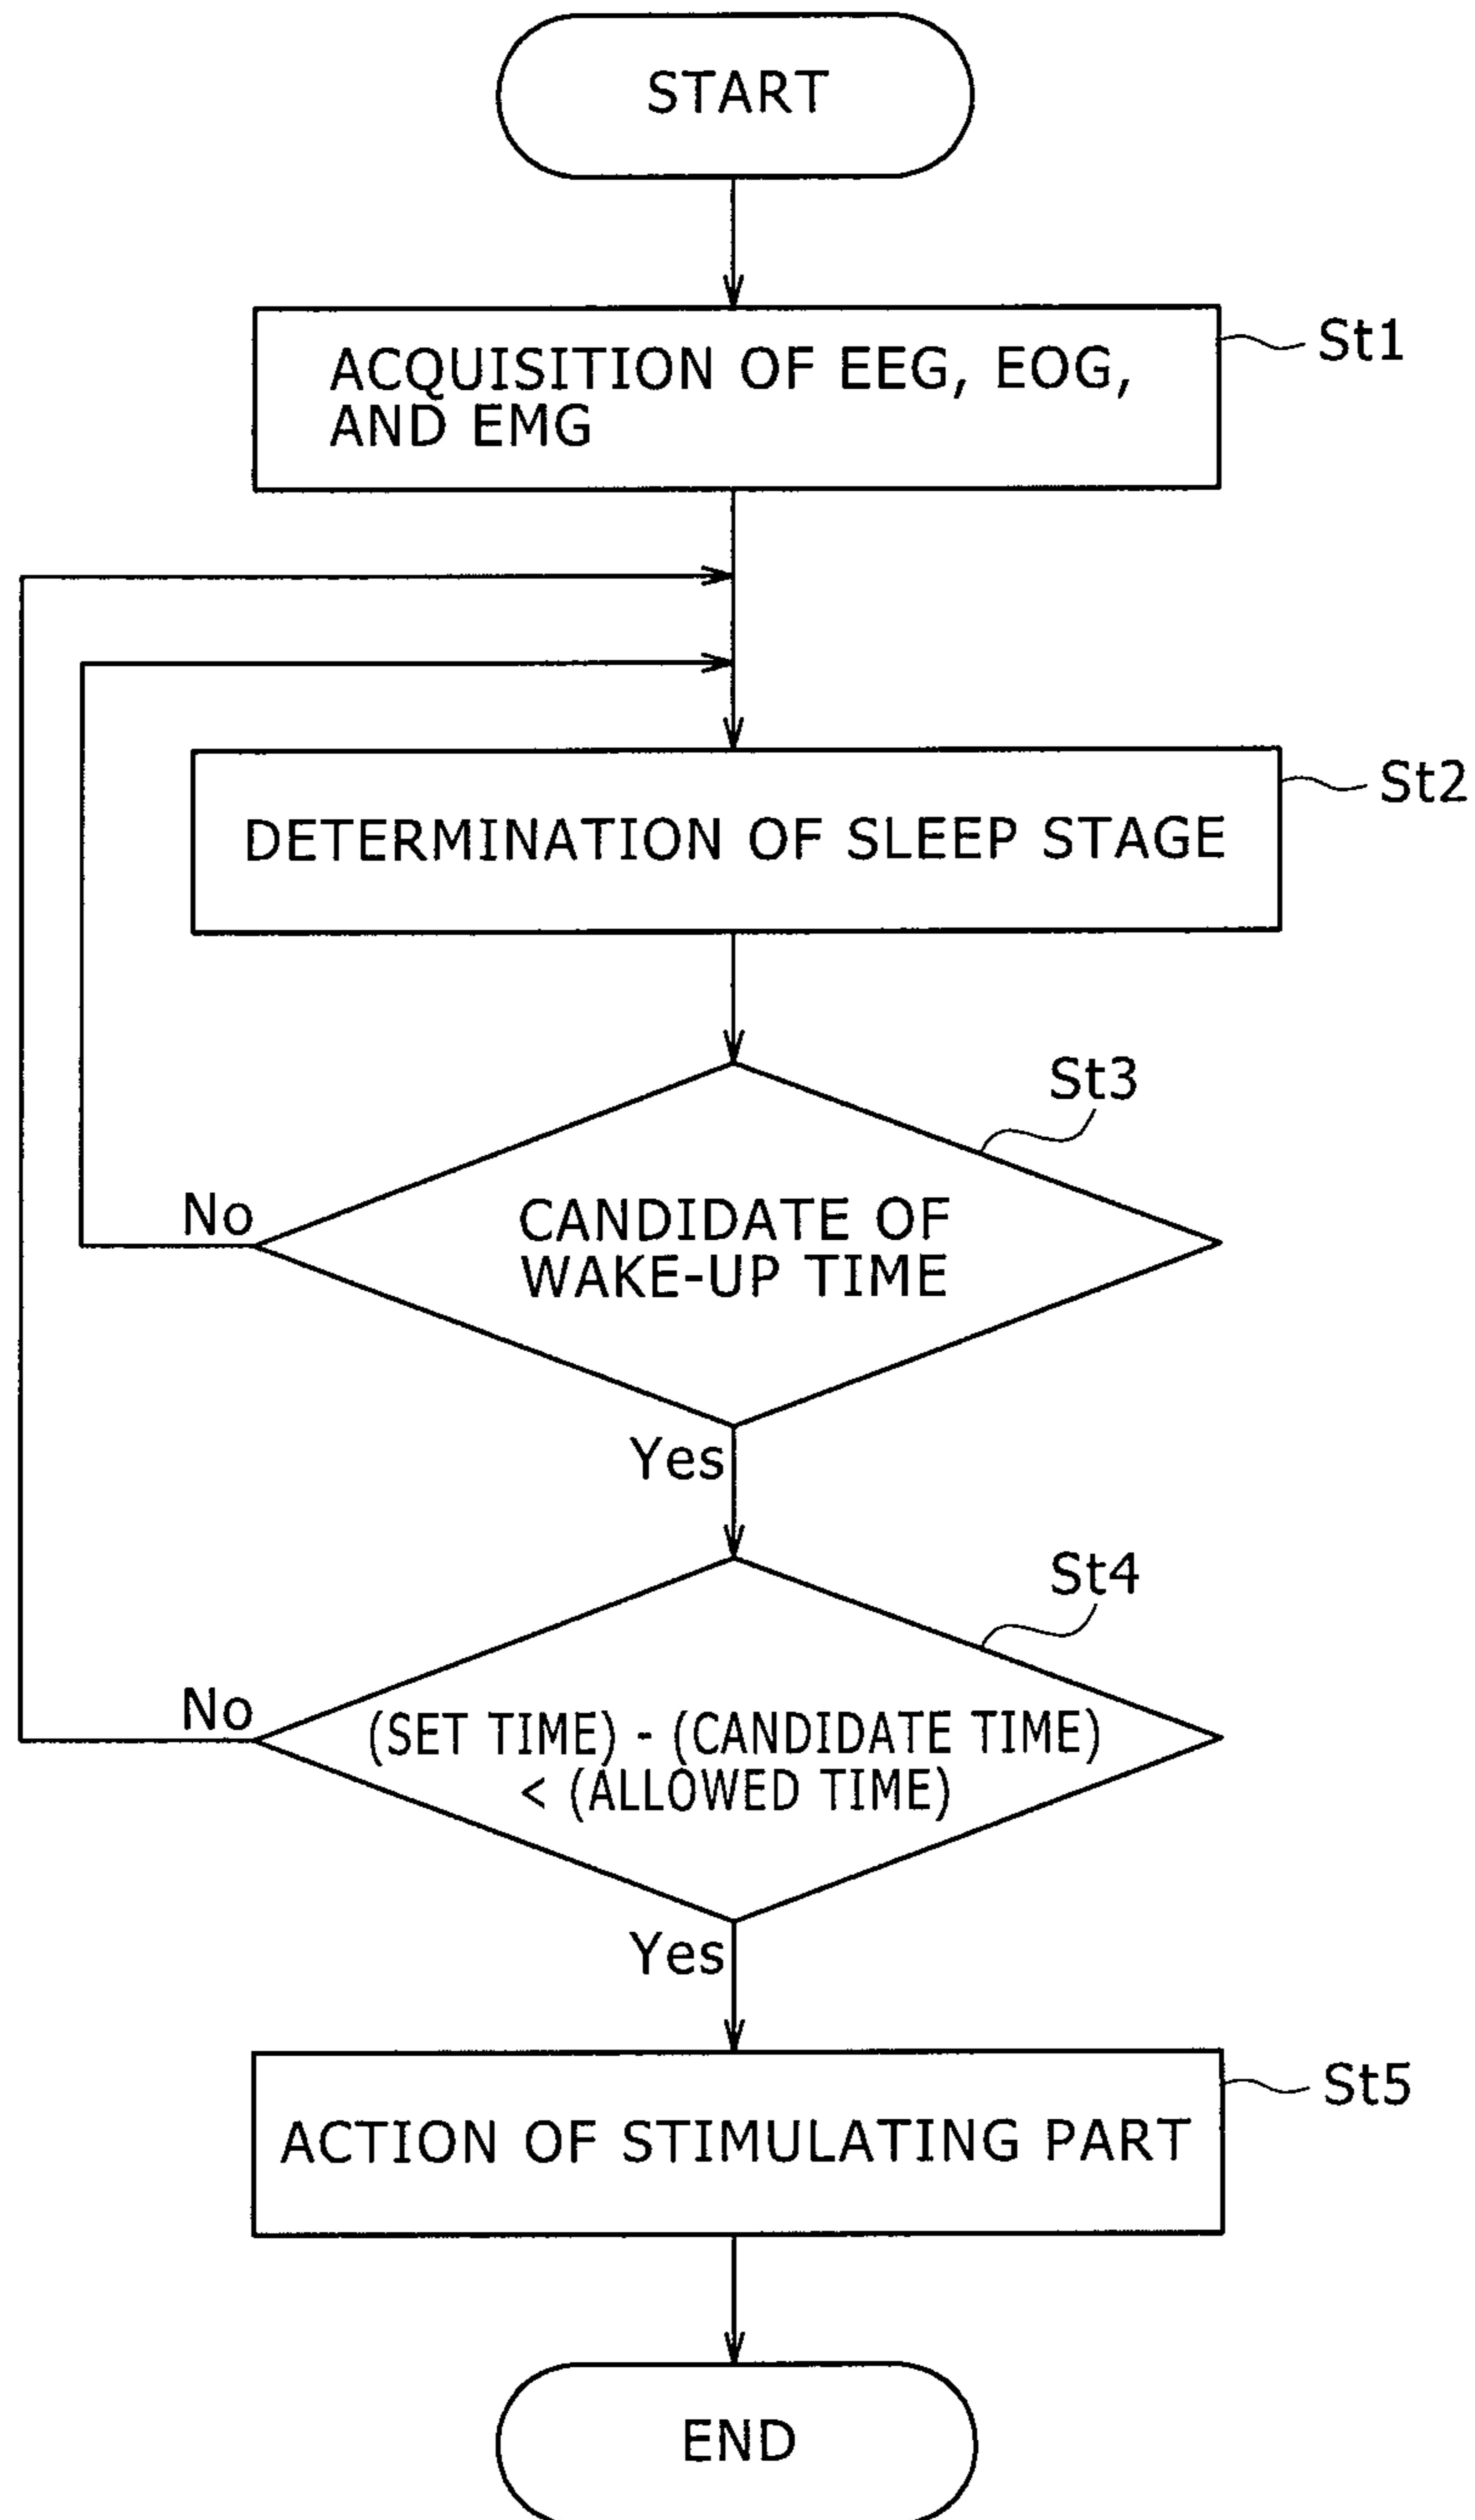 START
ACQUISITION OF EEG, EOG,
AND EMG
St1
DETERMINATION OF SLEEP STAGE
St2
St3
No
CANDIDATE OF
WAKE-UP TIME
Yes
St4
No
(SET TIME) - (CANDIDATE TIME)
< (ALLOWED TIME)
Yes
ACTION OF STIMULATING PART
St5
END